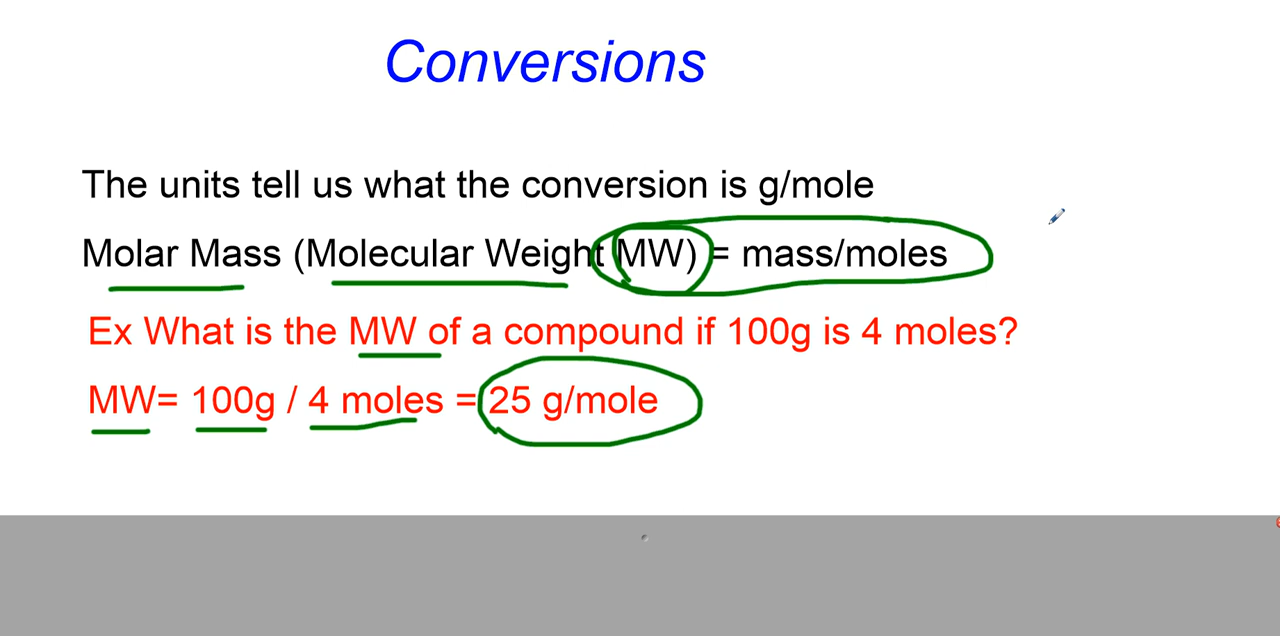 Conversions
The units tell us what the conversion is g/mole
Molar Mass (Molecular Weight MW) = mass/moles
Ex What is the MW of a compound if 100g is 4 moles?
MW= 100g / 4 moles = 25 g/mole